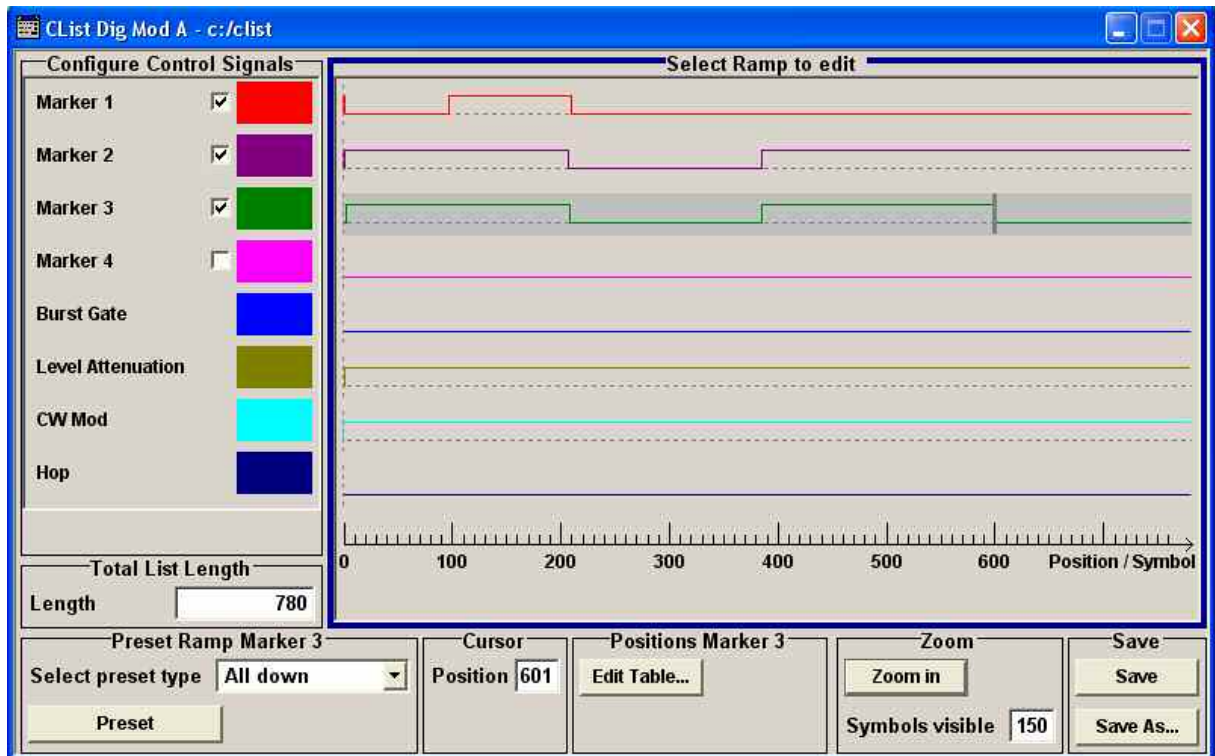 CList Dig Mod A - c:/clist
Configure Control Signals
Marker 1
Marker 2
Marker 3
Marker 4
Burst Gate
Level Attenuation
CW Mod
Hop
Total List Length
Length 780
Select Ramp to edit
0 100 200 300 400 500 600 Position / Symbol
Preset Ramp Marker 3
Select preset type All down
Preset
Cursor
Position 601
Positions Marker 3
Edit Table...
Zoom
Zoom in
Symbols visible 150
Save
Save
Save As...